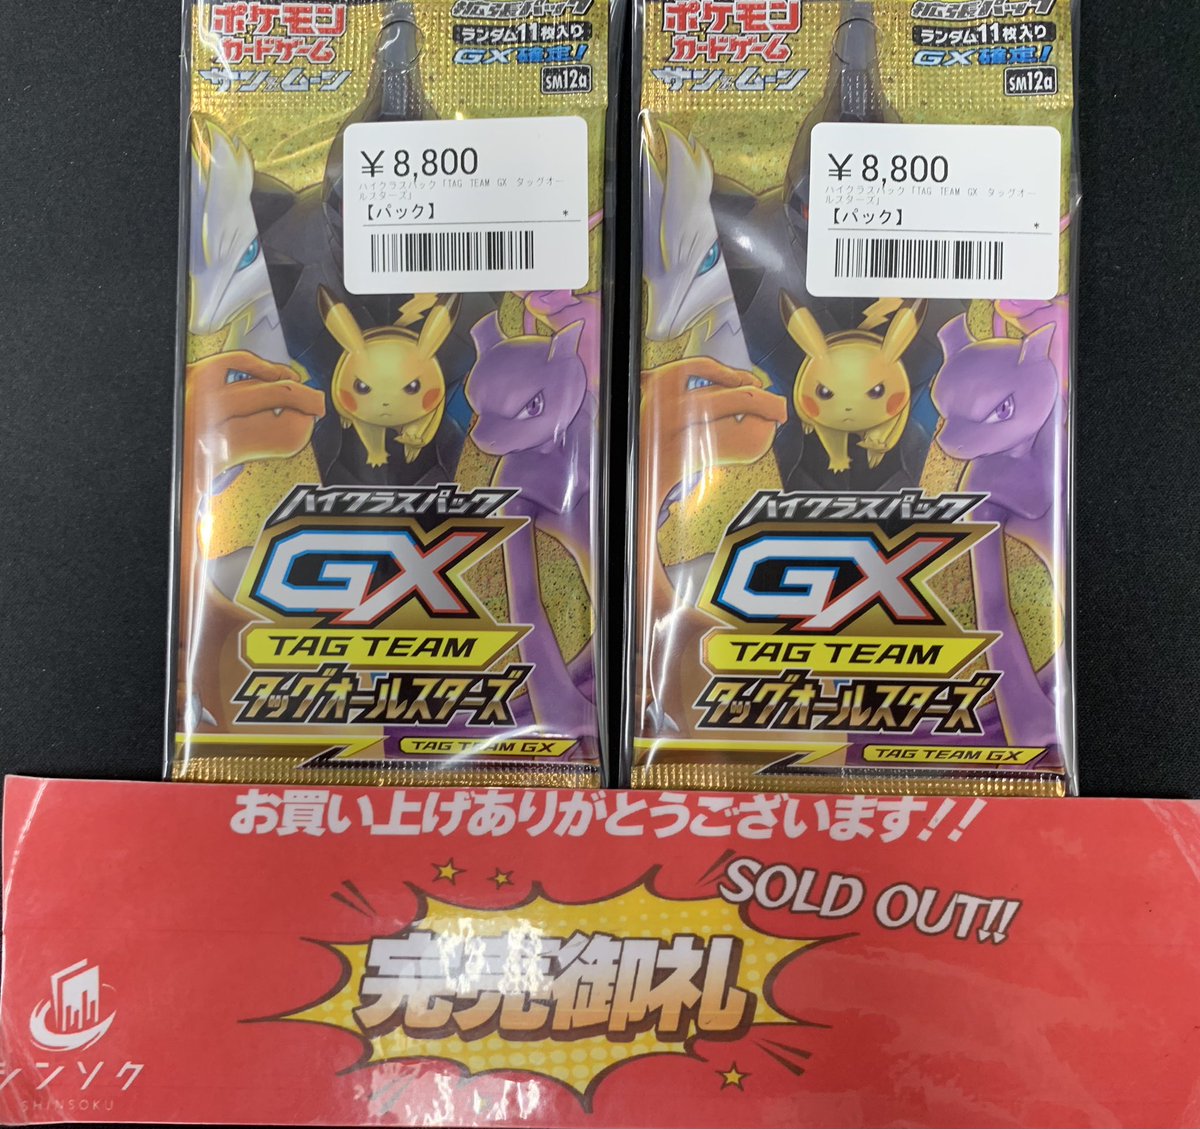 ポケモン
カードゲーム
サン&ムーン
拡張パック
ランダム11枚入り
GX確定!
SM12a
¥8,800
ハイクラスパック「TAG TEAM GX タッグオー
ルスターズ」
【パック】 *
ハイクラスパック
GX
TAG TEAM
タッグオールスターズ
TAG TEAM GX
ポケモン
カードゲーム
サン&ムーン
拡張パック
ランダム11枚入り
GX確定!
SM12a
¥8,800
ハイクラスパック「TAG TEAM GX タッグオー
ルスターズ」
【パック】 *
ハイクラスパック
GX
TAG TEAM
タッグオールスターズ
TAG TEAM GX
お買い上げありがとうございます!!
SOLD OUT!!
完売御礼
シンソク
SHINSOKU